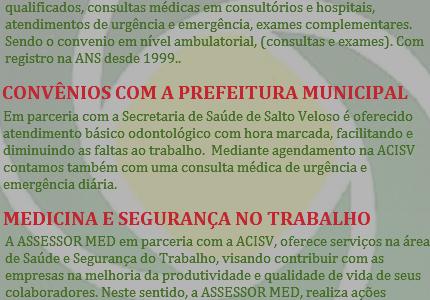 qualificados, consultas médicas em consultórios e hospitais,
atendimentos de urgência e emergência, exames complementares.
Sendo o convenio em nível ambulatorial, (consultas e exames). Com
registro na ANS desde 1999..
CONVÊNIOS COM A PREFEITURA MUNICIPAL
Em parceria com a Secretaria de Saúde de Salto Veloso é oferecido
atendimento básico odontológico com hora marcada, facilitando e
diminuindo as faltas ao trabalho. Mediante agendamento na ACISV
contamos também com uma consulta médica de urgência e
emergência diária.
MEDICINA E SEGURANÇA NO TRABALHO
A ASSESSOR MED em parceria com a ACISV, oferece serviços na área
de Saúde e Segurança do Trabalho, visando contribuir com as
empresas na melhoria da produtividade e qualidade de vida de seus
colaboradores. Neste sentido, a ASSESSOR MED, realiza ações